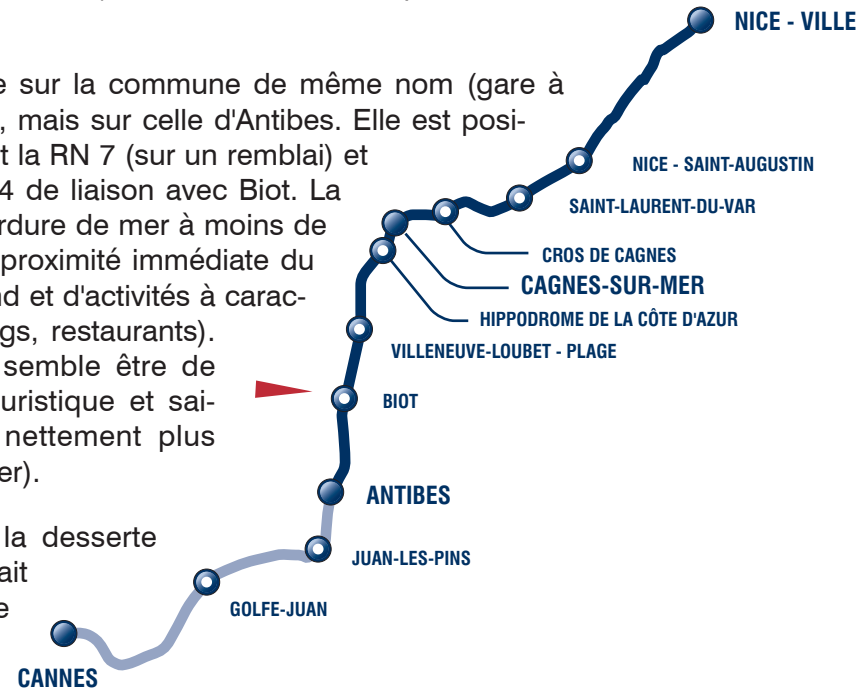 e sur la commune de même nom (gare à
, mais sur celle d'Antibes. Elle est posi-
t la RN 7 (sur un remblai) et
4 de liaison avec Biot. La
rdure de mer à moins de
proximité immédiate du
nd et d'activités à carac-
gs, restaurants).
semble être de
uristique et sai-
nettement plus
er).
la desserte
ait
e
NICE - VILLE
NICE - SAINT-AUGUSTIN
SAINT-LAURENT-DU-VAR
CROS DE CAGNES
CAGNES-SUR-MER
HIPPODROME DE LA CÔTE D'AZUR
VILLENEUVE-LOUBET - PLAGE
BIOT
ANTIBES
JUAN-LES-PINS
GOLFE-JUAN
CANNES